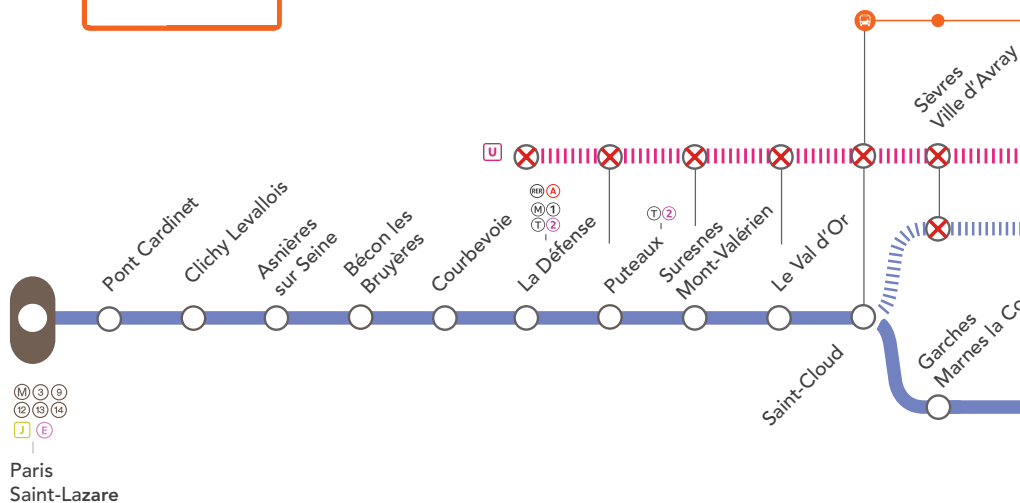 Sèvres
Ville d'Avray
U
RER A
M 1
T 2
T 2
Pont Cardinet
Clichy Levallois
Asnières
sur Seine
Bécon les
Bruyères
Courbevoie
La Défense
Puteaux
Suresnes
Mont-Valérien
Le Val d'Or
Saint-Cloud
Garches
Marnes la Co
M 3 9
12 13 14
J E
Paris
Saint-Lazare